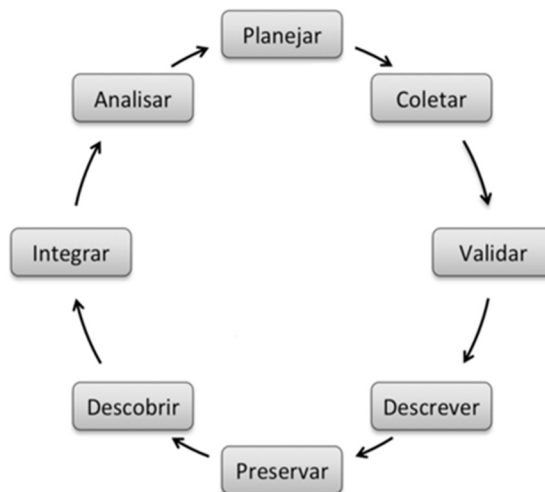 Planejar
Coletar
Validar
Descrever
Preservar
Descobrir
Integrar
Analisar